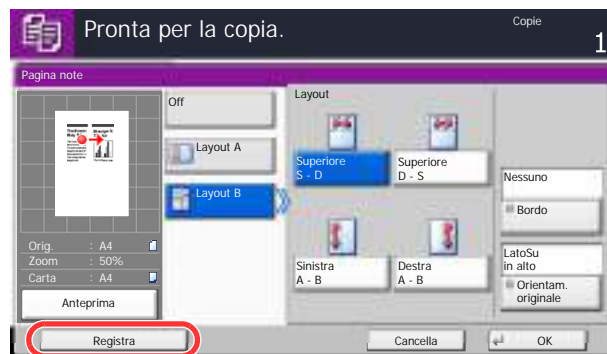 Pronta per la copia.
Copie
1
Pagina note
Off
Layout A
Layout B
Layout
Superiore
S - D
Superiore
D - S
Sinistra
A - B
Destra
A - B
Nessuno
Bordo
LatoSu
in alto
Orientam.
originale
Orig. : A4
Zoom : 50%
Carta : A4
Anteprima
Registra
Cancella
OK